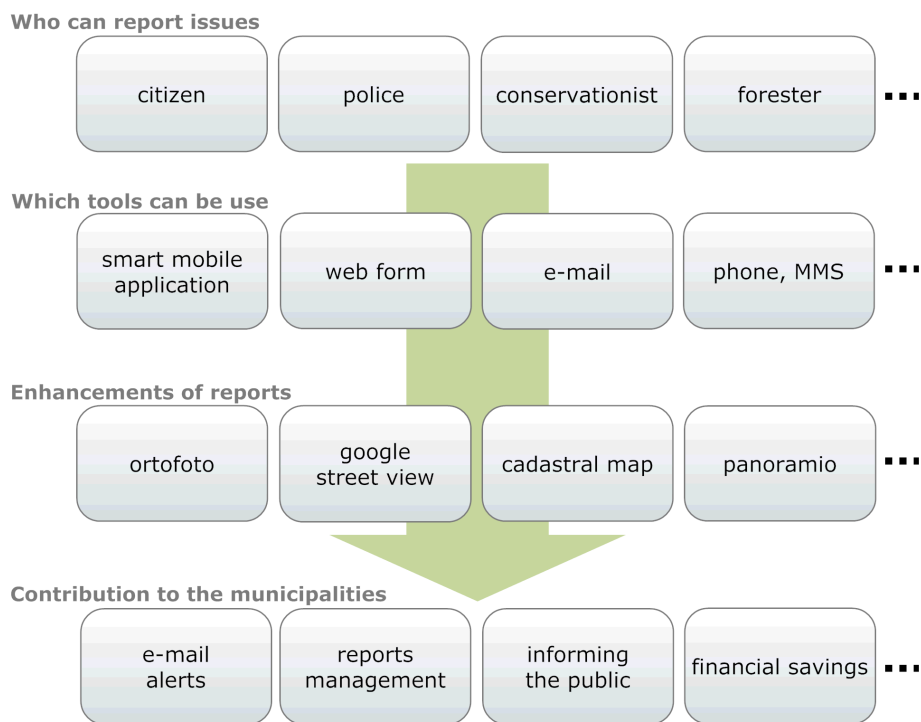 Who can report issues
citizen
police
conservationist
forester
...
Which tools can be use
smart mobile
application
web form
e-mail
phone, MMS
...
Enhancements of reports
ortofoto
google
street view
cadastral map
panoramio
...
Contribution to the municipalities
e-mail
alerts
reports
management
informing
the public
financial savings
...